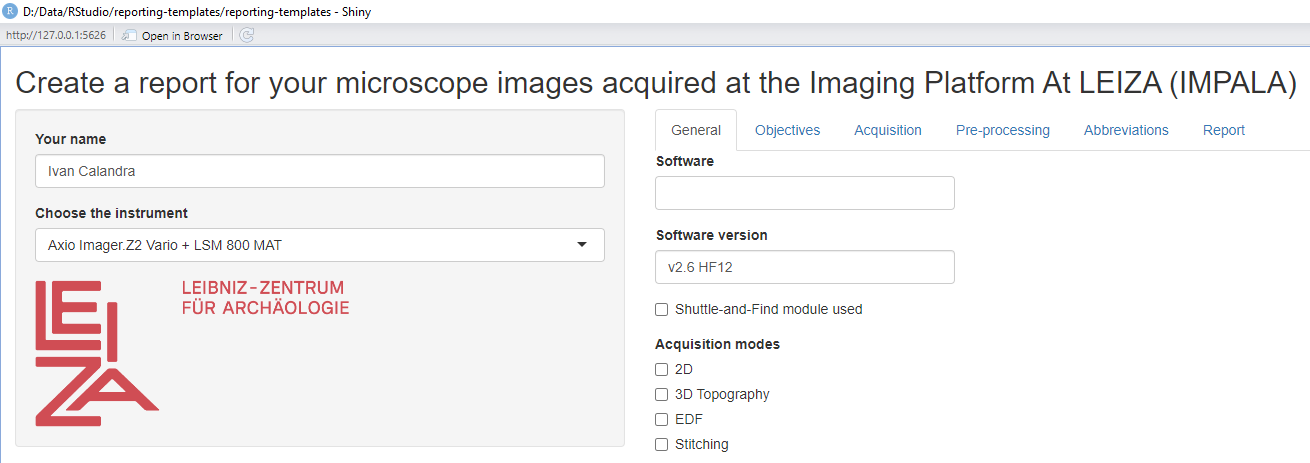 D:/Data/RStudio/reporting-templates/reporting-templates - Shiny
http://127.0.0.1:5626 Open in Browser
Create a report for your microscope images acquired at the Imaging Platform At LEIZA (IMPALA)
Your name
Ivan Calandra
Choose the instrument
Axio Imager.Z2 Vario + LSM 800 MAT
LEIZA
LEIBNIZ-ZENTRUM
FÜR ARCHÄOLOGIE
General Objectives Acquisition Pre-processing Abbreviations Report
Software
Software version
v2.6 HF12
Shuttle-and-Find module used
Acquisition modes
2D
3D Topography
EDF
Stitching